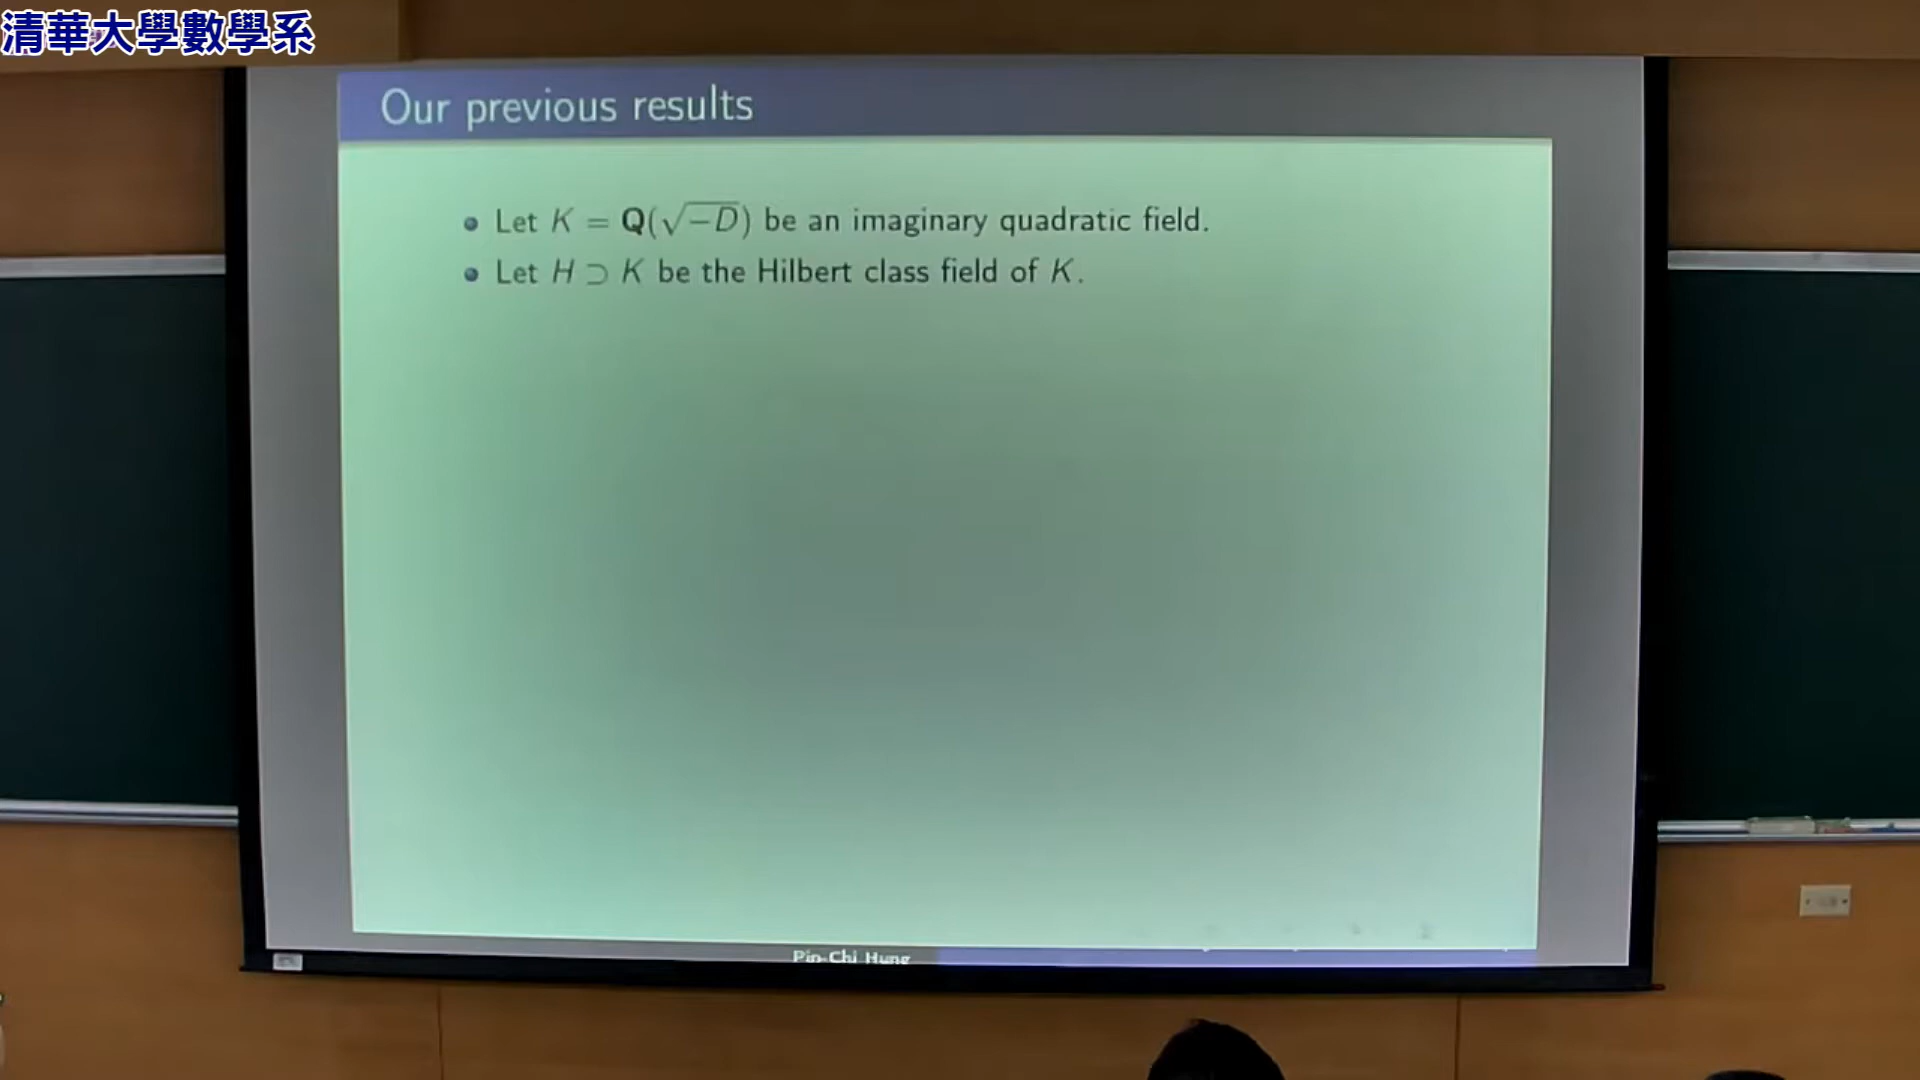 清華大學數學系
Our previous results
Let K = Q(√−D) be an imaginary quadratic field.
Let H ⊃ K be the Hilbert class field of K.
Pin-Chi Hung